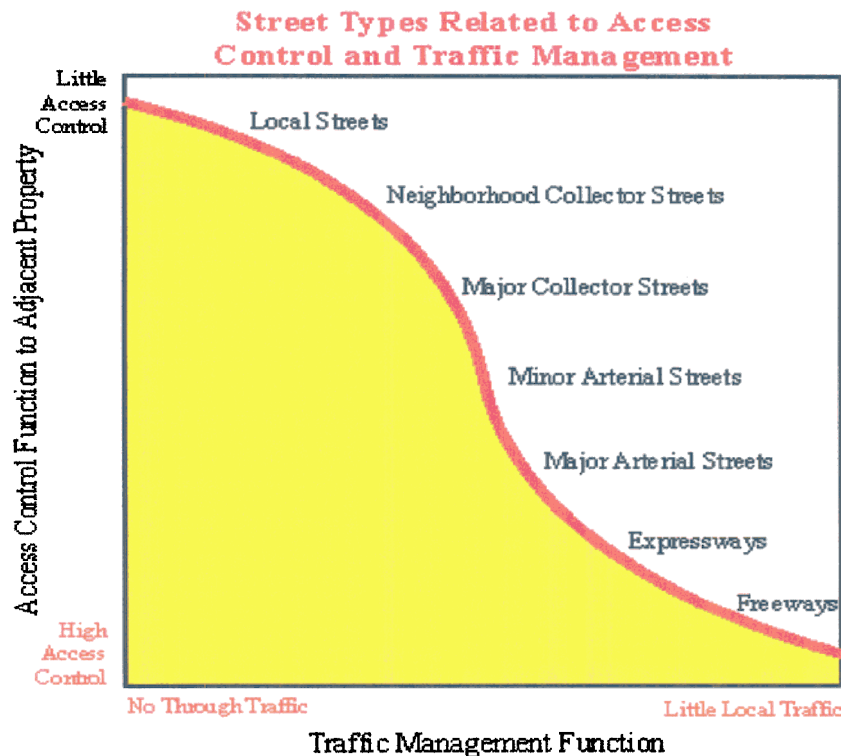 Street Types Related to Access
Control and Traffic Management
Little
Access
Control
Local Streets
Neighborhood Collector Streets
Major Collector Streets
Minor Arterial Streets
Major Arterial Streets
Expressways
Freeways
Access Control Function to Adjacent Property
High
Access
Control
No Through Traffic
Little Local Traffic
Traffic Management Function